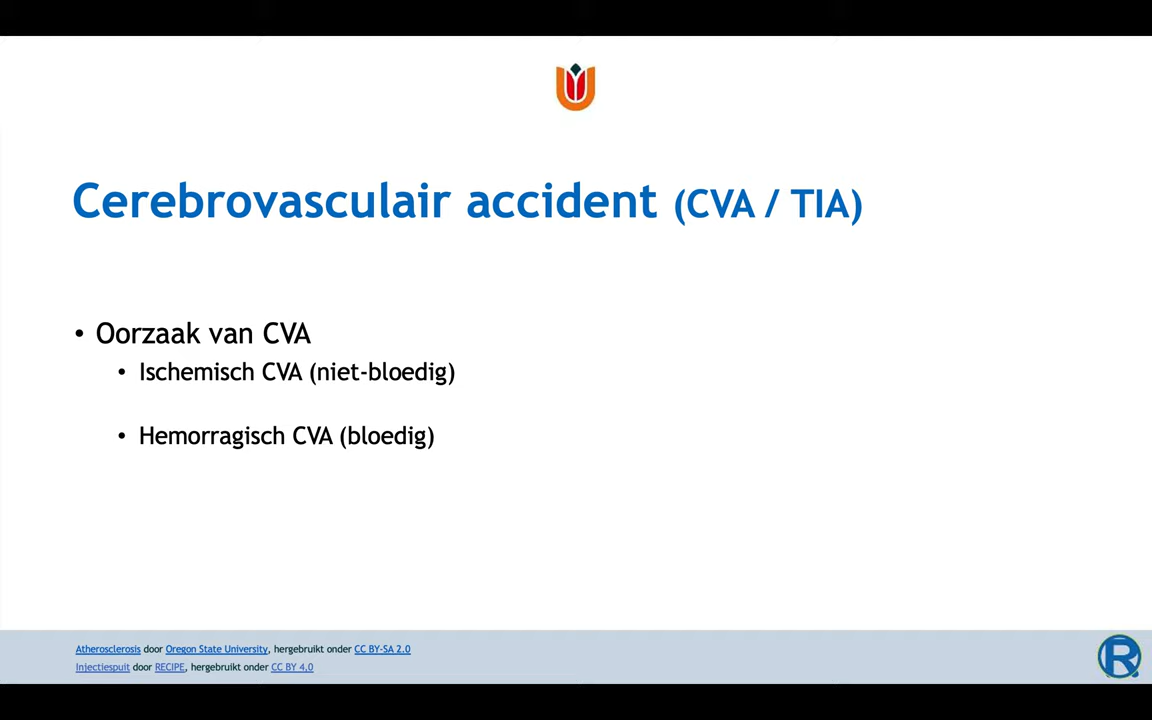 Cerebrovasculair accident (CVA / TIA)
• Oorzaak van CVA
• Ischemisch CVA (niet-bloedig)
• Hemorragisch CVA (bloedig)
Atherosclerosis door Oregon State University, hergebruikt onder CC BY-SA 2.0
Injectiespuit door RECIPE, hergebruikt onder CC BY 4.0
R